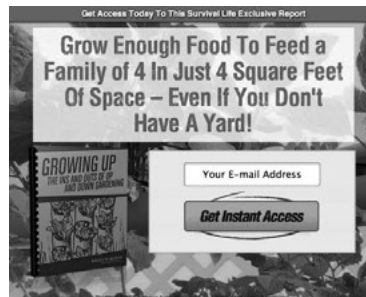 Get Access Today To This Survival Life Exclusive Report
Grow Enough Food To Feed a
Family of 4 In Just 4 Square Feet
Of Space – Even If You Don't
Have A Yard!
GROWING UP
THE INS AND OUTS OF UP
AND DOWN GARDENING
Your E-mail Address
Get Instant Access